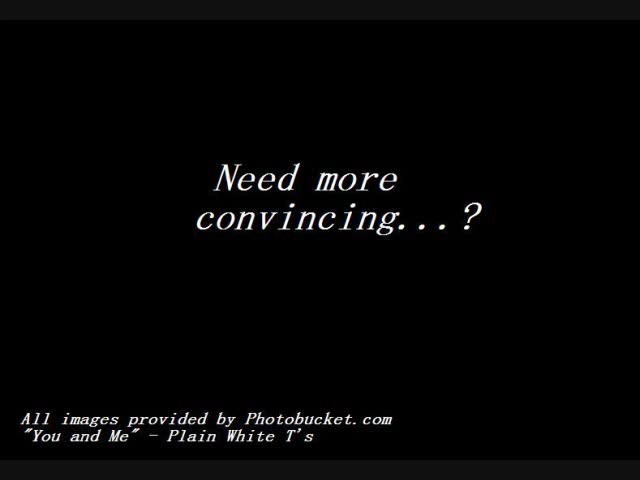 Need more
convincing...?
All images provided by Photobucket.com
"You and Me" - Plain White T's